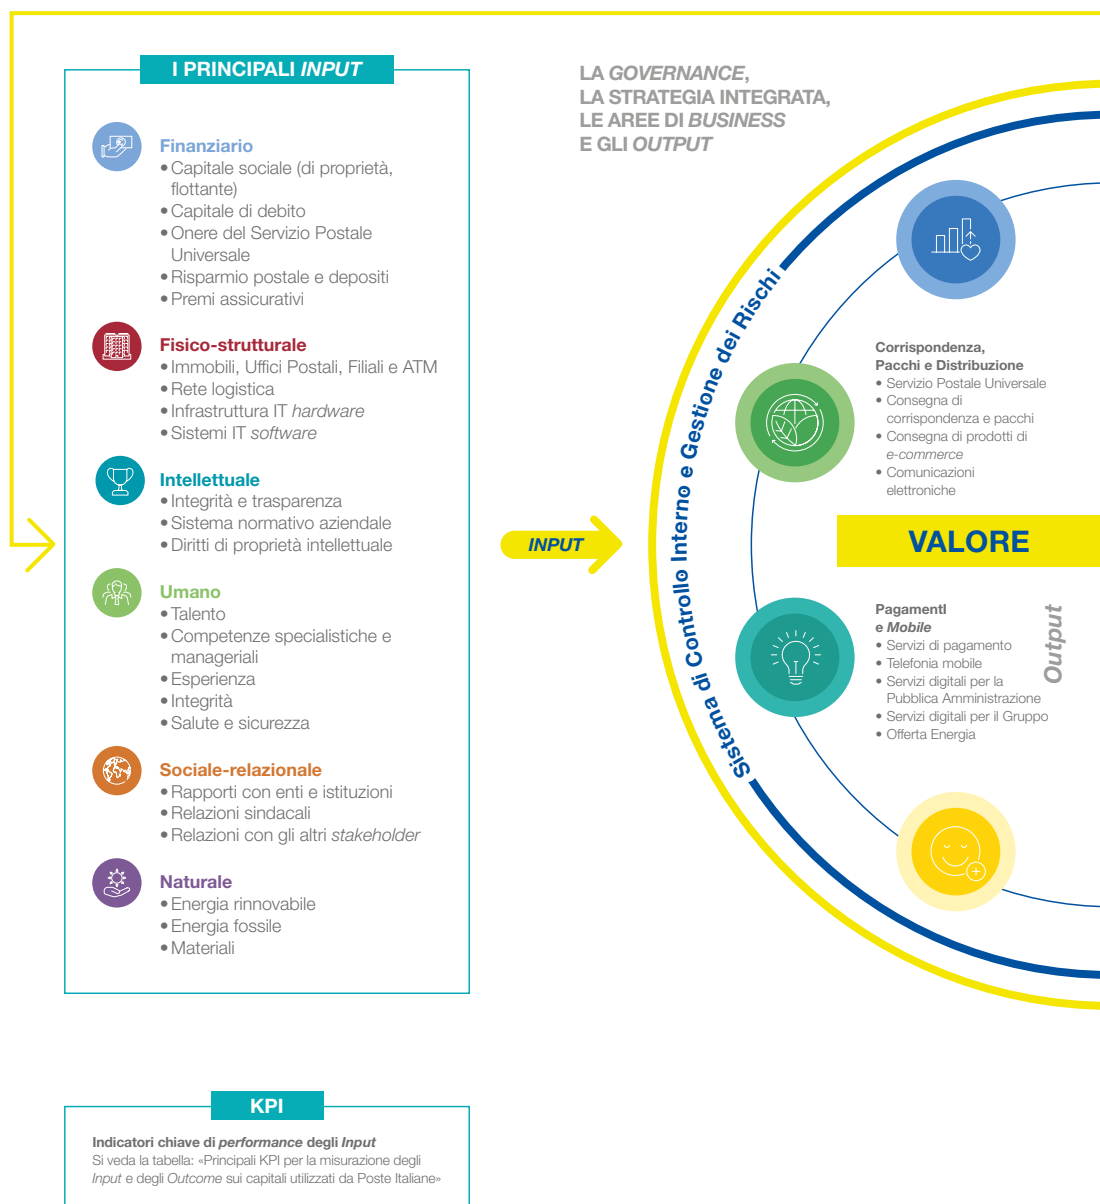 I PRINCIPALI INPUT
Finanziario
• Capitale sociale (di proprietà,
flottante)
• Capitale di debito
• Onere del Servizio Postale
Universale
• Risparmio postale e depositi
• Premi assicurativi
Fisico-strutturale
• Immobili, Uffici Postali, Filiali e ATM
• Rete logistica
• Infrastruttura IT hardware
• Sistemi IT software
Intellettuale
• Integrità e trasparenza
• Sistema normativo aziendale
• Diritti di proprietà intellettuale
Umano
• Talento
• Competenze specialistiche e
manageriali
• Esperienza
• Integrità
• Salute e sicurezza
Sociale-relazionale
• Rapporti con enti e istituzioni
• Relazioni sindacali
• Relazioni con gli altri stakeholder
Naturale
• Energia rinnovabile
• Energia fossile
• Materiali
KPI
Indicatori chiave di performance degli Input
Si veda la tabella: «Principali KPI per la misurazione degli
Input e degli Outcome sui capitali utilizzati da Poste Italiane»
INPUT
LA GOVERNANCE,
LA STRATEGIA INTEGRATA,
LE AREE DI BUSINESS
E GLI OUTPUT
Sistema di Controllo Interno e Gestione dei Rischi
Corrispondenza,
Pacchi e Distribuzione
• Servizio Postale Universale
• Consegna di
corrispondenza e pacchi
• Consegna di prodotti di
e-commerce
• Comunicazioni
elettroniche
VALORE
PagamentI
e Mobile
• Servizi di pagamento
• Telefonia mobile
• Servizi digitali per la
Pubblica Amministrazione
• Servizi digitali per il Gruppo
• Offerta Energia
Output